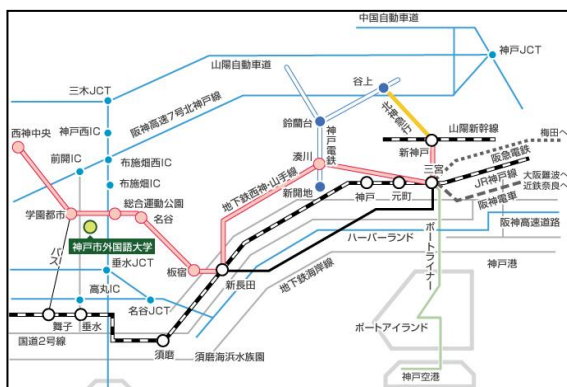 中国自動車道
山陽自動車道
神戸JCT
谷上
三木JCT
阪神高速7号北神戸線
鈴蘭台
北神急行
神戸電鉄
山陽新幹線
梅田へ
西神中央
神戸西IC
前開IC
布施畑西IC
布施畑IC
湊川
新神戸
三宮
阪急電鉄
JR神戸線
大阪難波へ
近鉄奈良へ
阪神電車
地下鉄西神・山手線
新開地
神戸
元町
学園都市
総合運動公園
名谷
神戸市外国語大学
バス
垂水JCT
板宿
新長田
ハーバーランド
阪神高速道路
ポートライナー
神戸港
地下鉄海岸線
高丸IC
名谷JCT
舞子
垂水
須磨
国道2号線
須磨海浜水族園
ポートアイランド
神戸空港